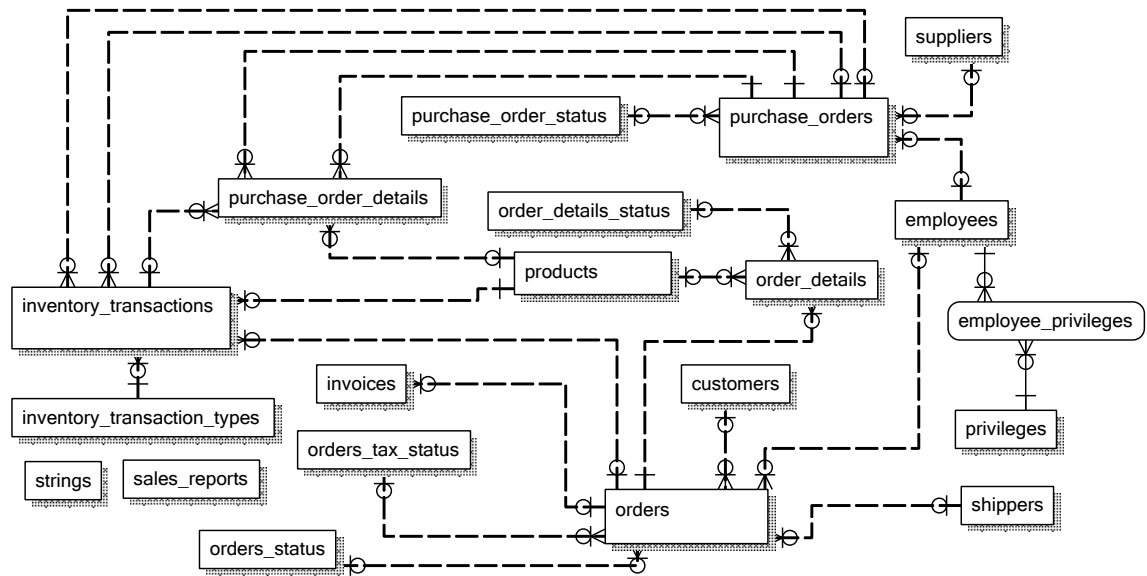 suppliers
purchase_order_status
purchase_orders
purchase_order_details
order_details_status
employees
products
order_details
inventory_transactions
employee_privileges
invoices
customers
inventory_transaction_types
orders_tax_status
privileges
strings
sales_reports
orders
shippers
orders_status